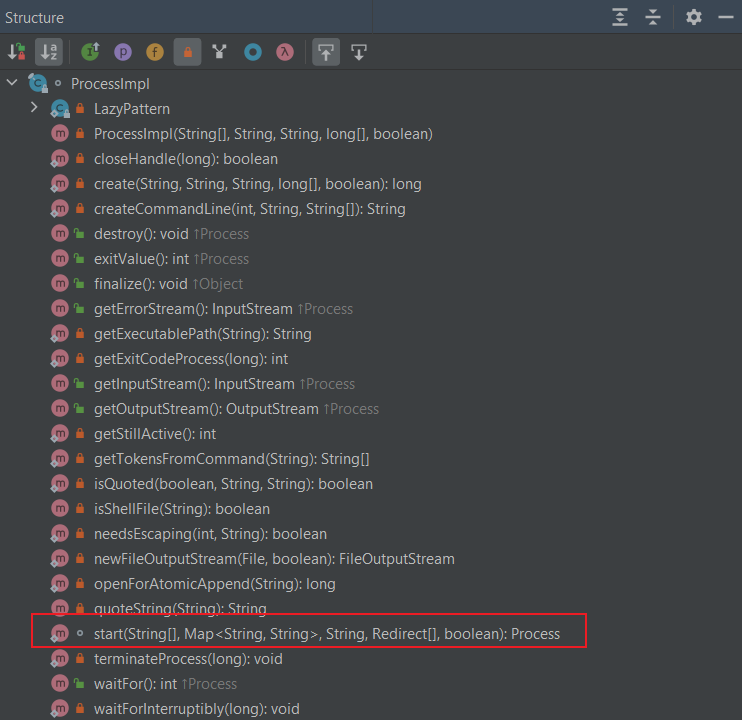 Structure
ProcessImpl
LazyPattern
ProcessImpl(String[], String, String, long[], boolean)
closeHandle(long): boolean
create(String, String, String, long[], boolean): long
createCommandLine(int, String, String[]): String
destroy(): void ↑Process
exitValue(): int ↑Process
finalize(): void ↑Object
getErrorStream(): InputStream ↑Process
getExecutablePath(String): String
getExitCodeProcess(long): int
getInputStream(): InputStream ↑Process
getOutputStream(): OutputStream ↑Process
getStillActive(): int
getTokensFromCommand(String): String[]
isQuoted(boolean, String, String): boolean
isShellFile(String): boolean
needsEscaping(int, String): boolean
newFileOutputStream(File, boolean): FileOutputStream
openForAtomicAppend(String): long
quoteString(String): String
start(String[], Map<String, String>, String, Redirect[], boolean): Process
terminateProcess(long): void
waitFor(): int ↑Process
waitForInterruptibly(long): void